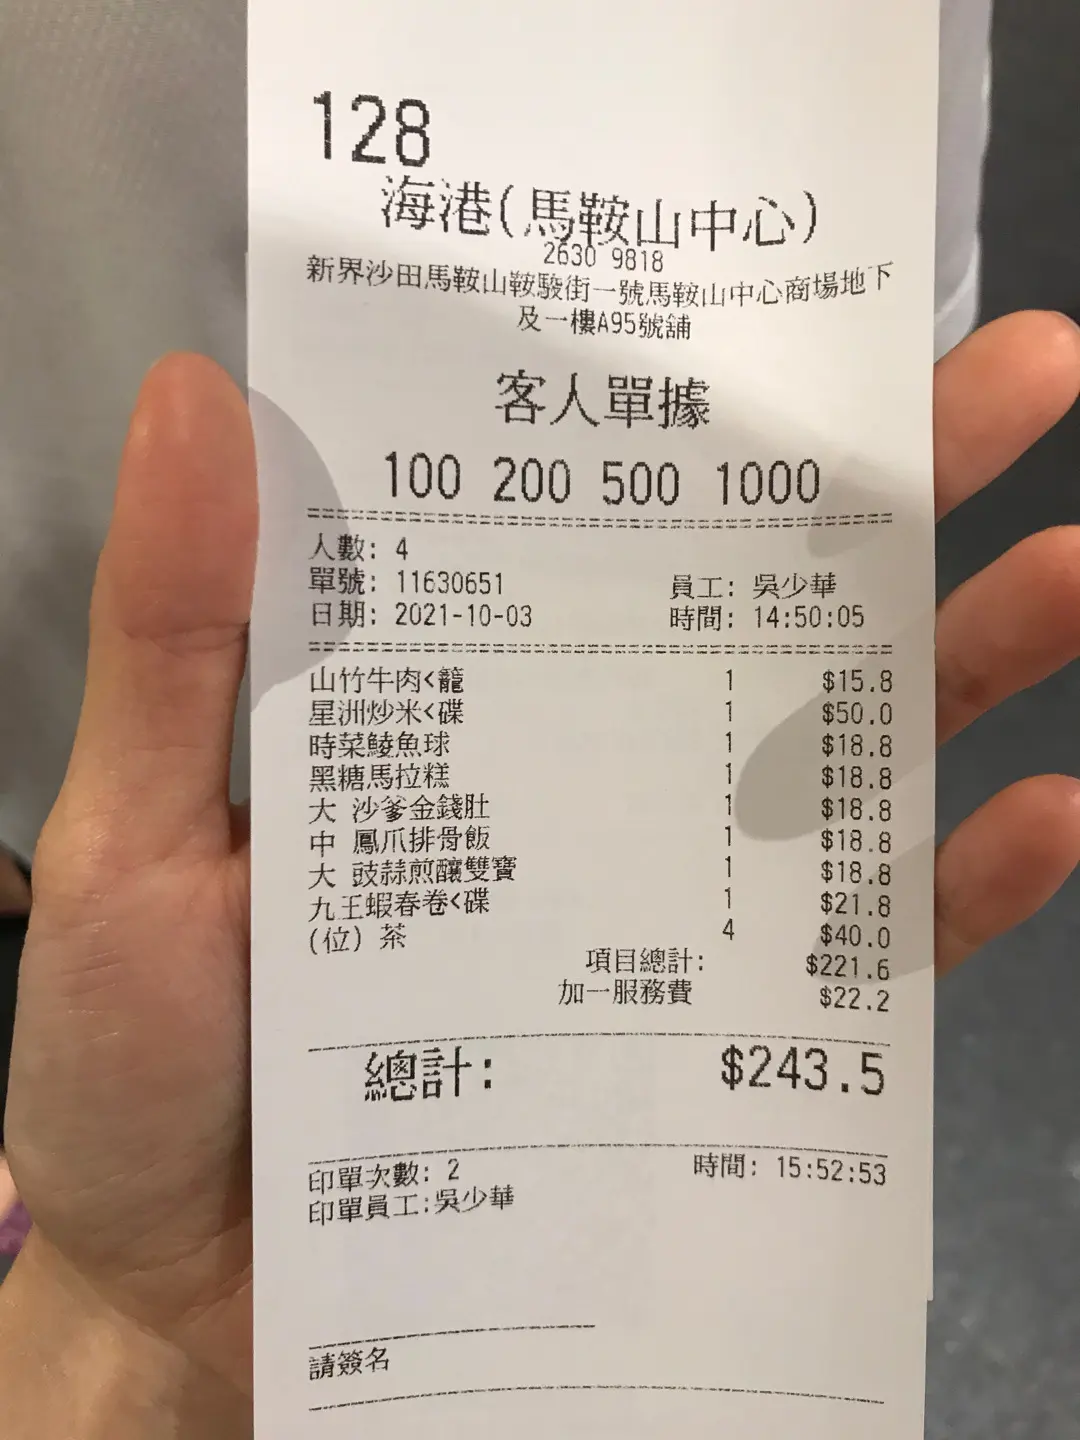 128
海港(馬鞍山中心)
2630 9818
新界沙田馬鞍山鞍駿街一號馬鞍山中心商場地下
及一樓A95號舖
客人單據
100 200 500 1000
人數: 4
單號: 11630651 員工: 吳少華
日期: 2021-10-03 時間: 14:50:05
山竹牛肉<籠 1 $15.8
星洲炒米<碟 1 $50.0
時菜鯪魚球 1 $18.8
黑糖馬拉糕 1 $18.8
大 沙爹金錢肚 1 $18.8
中 鳳爪排骨飯 1 $18.8
大 豉蒜煎釀雙寶 1 $18.8
九王蝦春卷<碟 1 $21.8
(位) 茶 4 $40.0
項目總計: $221.6
加一服務費 $22.2
總計: $243.5
印單次數: 2 時間: 15:52:53
印單員工:吳少華
請簽名